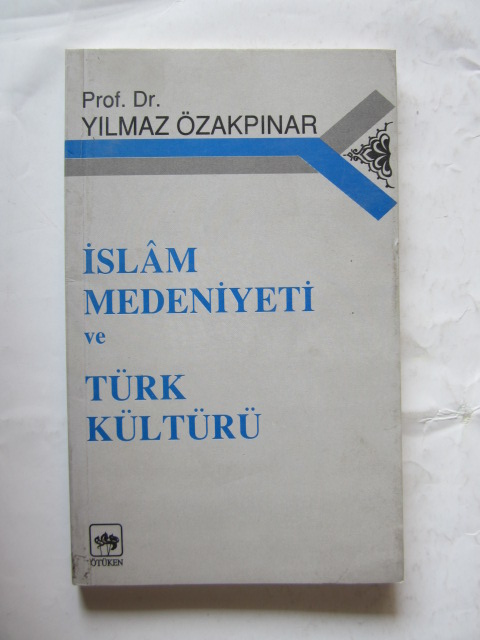 Prof. Dr.
YILMAZ ÖZAKPINAR
İSLÂM
MEDENİYETİ
ve
TÜRK
KÜLTÜRÜ
ÖTÜKEN